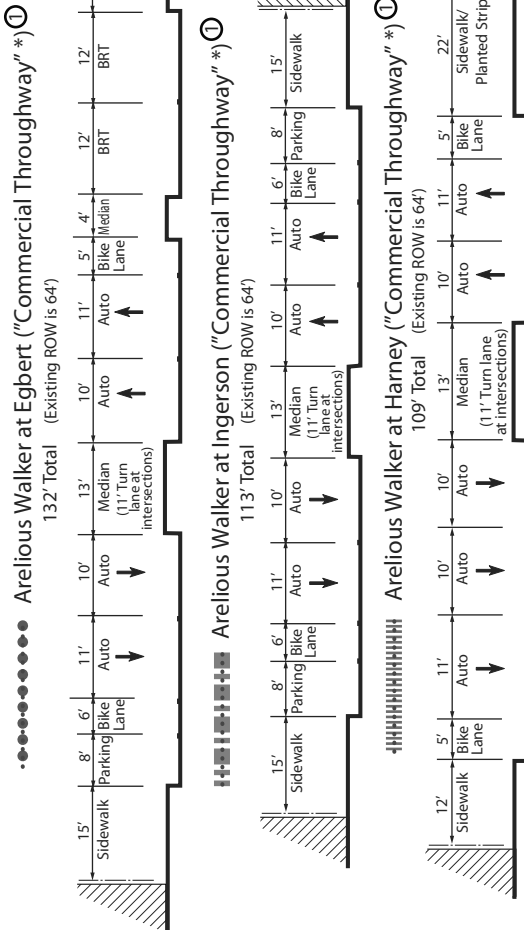 Arelious Walker at Egbert ("Commercial Throughway" *) 1
132' Total (Existing ROW is 64')
15' 8' 6' 11' 10' 13' 10' 11' 5' 4' 12' 12'
Sidewalk Parking Bike Auto Auto Median Auto Auto Bike Median BRT BRT
Lane (11' Turn Lane
lane at
intersections)
Arelious Walker at Ingerson ("Commercial Throughway" *) 1
113' Total (Existing ROW is 64')
15' 8' 6' 11' 10' 13' 10' 11' 6' 8' 15'
Sidewalk Parking Bike Auto Auto Median Auto Auto Bike Parking Sidewalk
Lane (11' Turn Lane
lane at
intersections)
Arelious Walker at Harney ("Commercial Throughway" *) 1
109' Total (Existing ROW is 64')
12' 5' 11' 10' 10' 13' 10' 11' 5' 22'
Sidewalk Bike Auto Auto Auto Median Auto Auto Bike Sidewalk/
Lane (11' Turn lane Lane Planted Strip
at intersections)